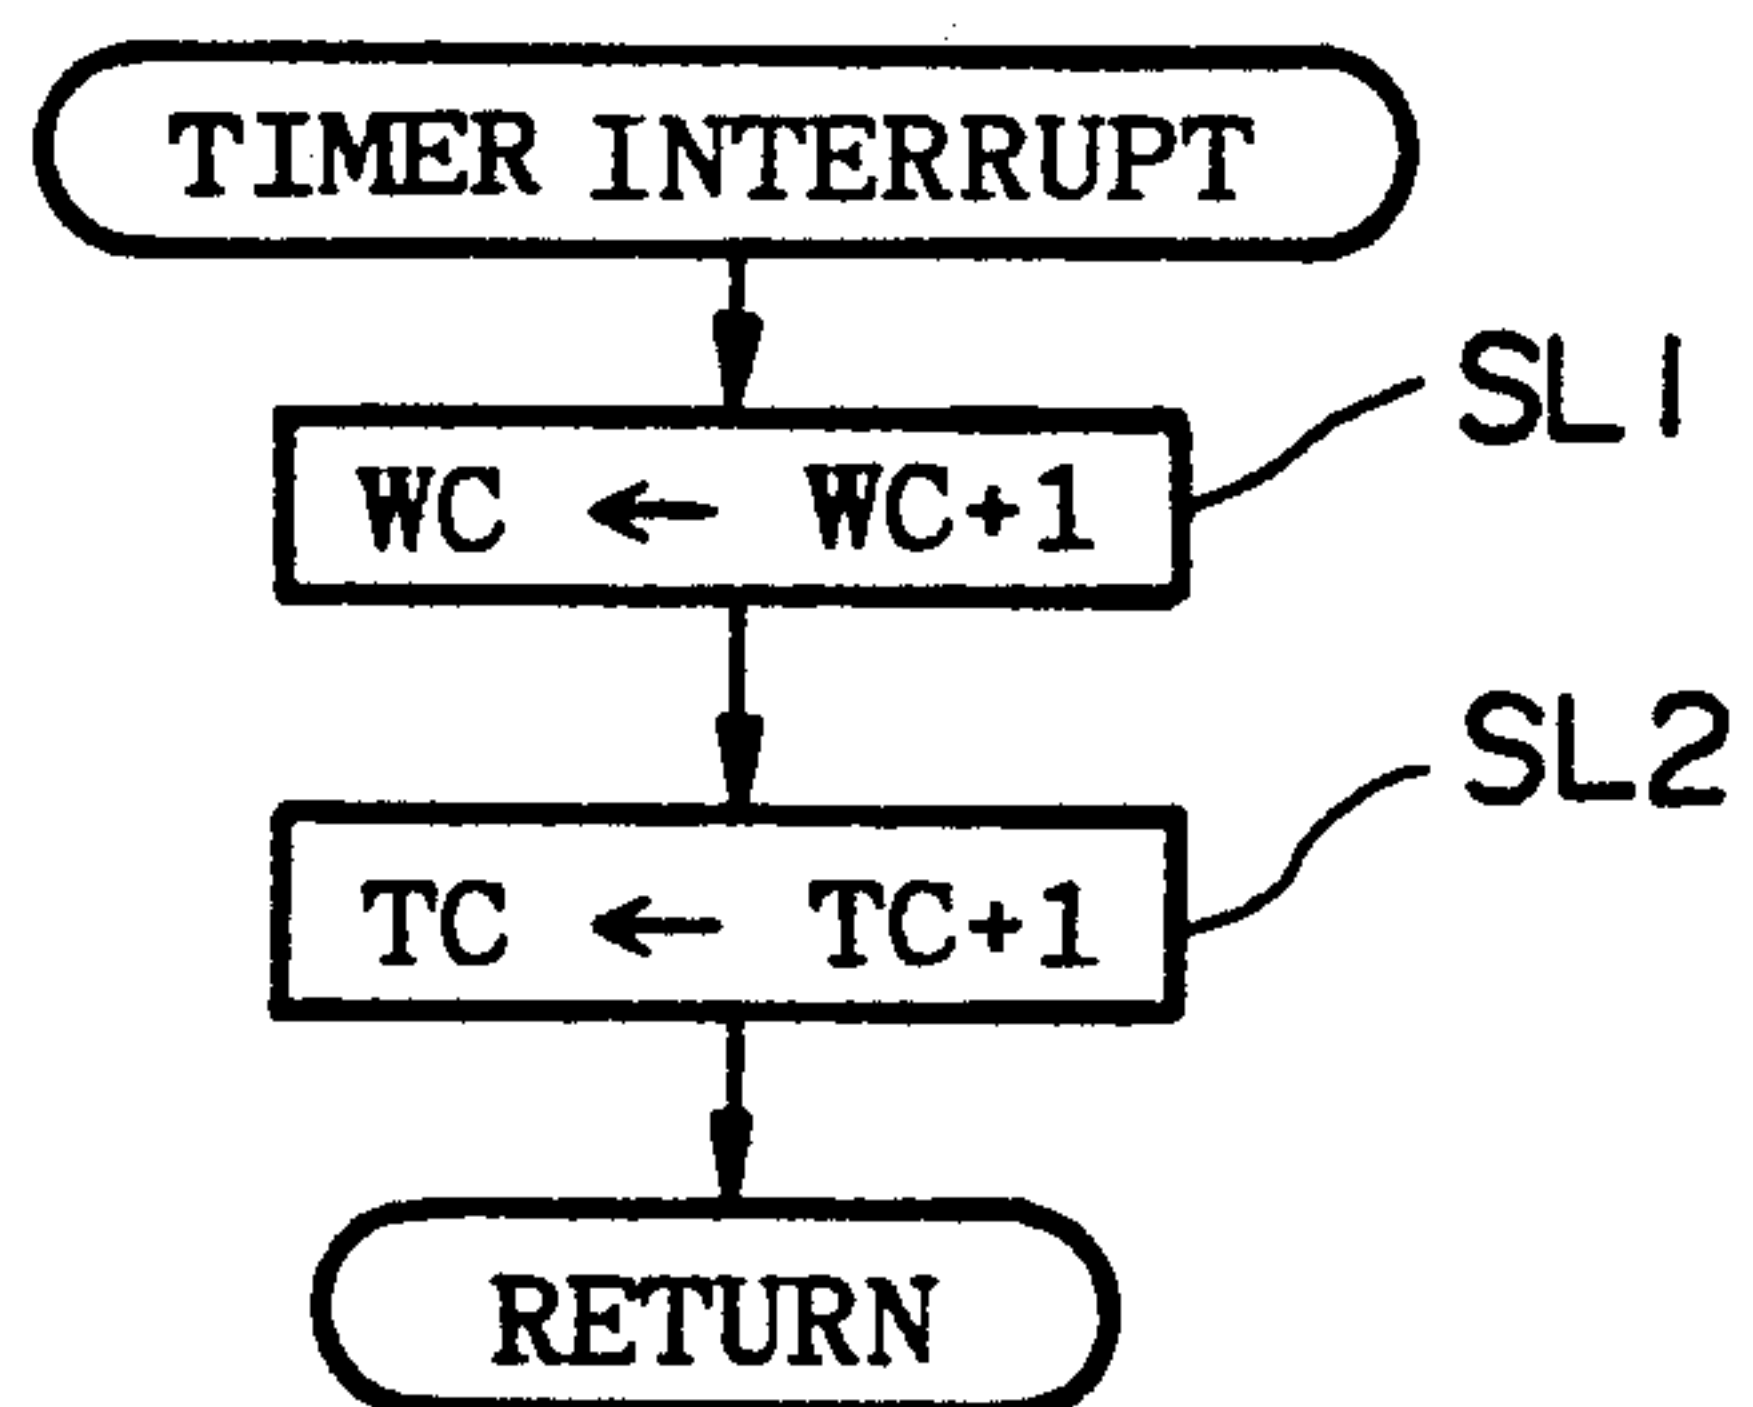 TIMER INTERRUPT
SL1
WC ← WC+1
SL2
TC ← TC+1
RETURN